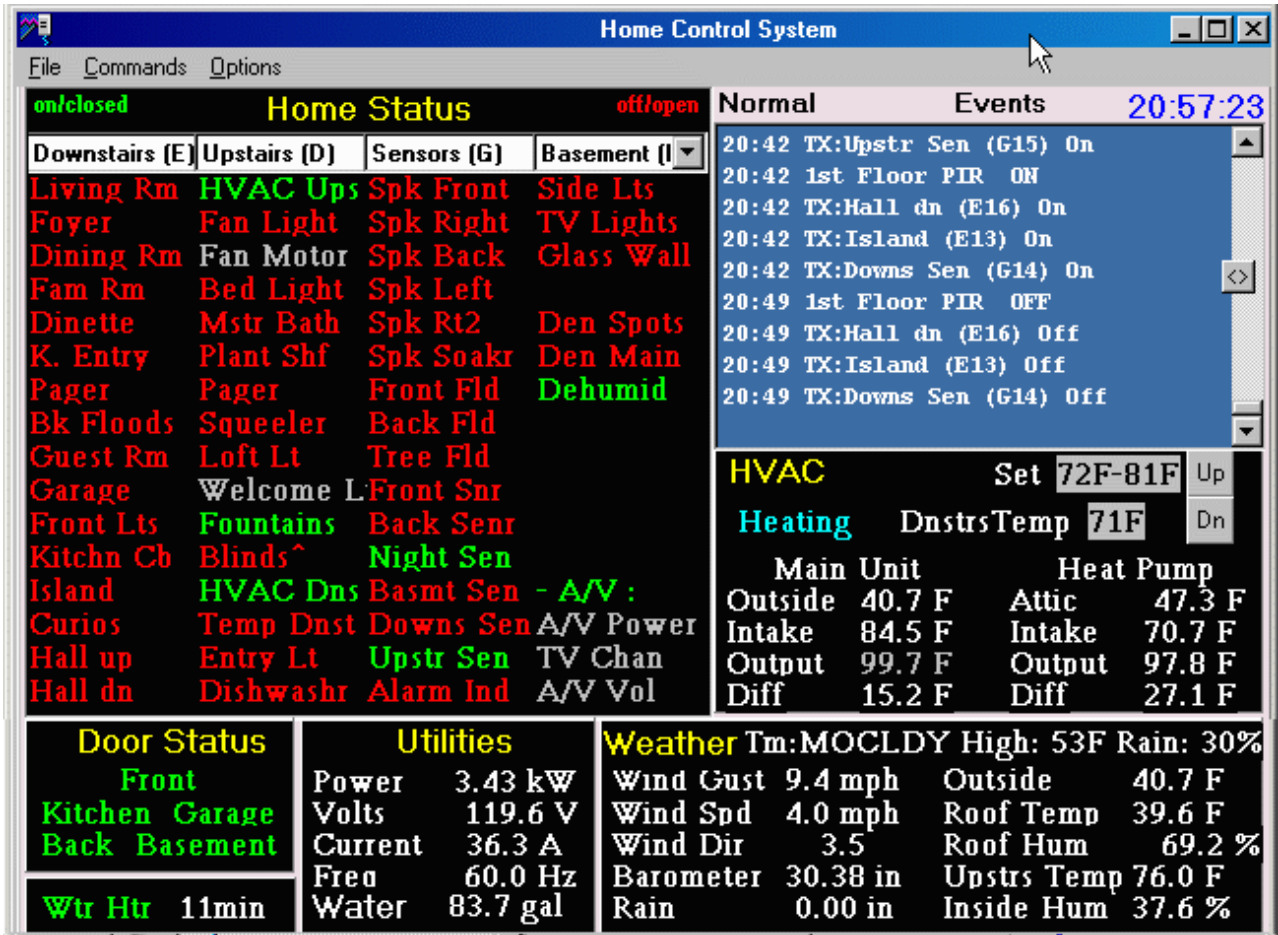 Home Control System
File Commands Options
on/closed Home Status off/open
Downstairs (E) Upstairs (D) Sensors (G) Basement (I
Living Rm HVAC Ups Spk Front Side Lts
Foyer Fan Light Spk Right TV Lights
Dining Rm Fan Motor Spk Back Glass Wall
Fam Rm Bed Light Spk Left
Dinette Mstr Bath Spk Rt2 Den Spots
K. Entry Plant Shf Spk Soakr Den Main
Pager Pager Front Fld Dehumid
Bk Floods Squeeler Back Fld
Guest Rm Loft Lt Tree Fld
Garage Welcome L Front Snr
Front Lts Fountains Back Senr
Kitchn Cb Blinds^ Night Sen
Island HVAC Dns Basmt Sen - A/V :
Curios Temp Dnst Downs Sen A/V Power
Hall up Entry Lt Upstr Sen TV Chan
Hall dn Dishwashr Alarm Ind A/V Vol
Normal Events 20:57:23
20:42 TX:Upstr Sen (G15) On
20:42 1st Floor PIR ON
20:42 TX:Hall dn (E16) On
20:42 TX:Island (E13) On
20:42 TX:Downs Sen (G14) On
20:49 1st Floor PIR OFF
20:49 TX:Hall dn (E16) Off
20:49 TX:Island (E13) Off
20:49 TX:Downs Sen (G14) Off
<>
HVAC Set 72F-81F Up
Heating DnstrsTemp 71F Dn
Main Unit Heat Pump
Outside 40.7 F Attic 47.3 F
Intake 84.5 F Intake 70.7 F
Output 99.7 F Output 97.8 F
Diff 15.2 F Diff 27.1 F
Door Status
Front
Kitchen Garage
Back Basement
Wtr Htr 11min
Utilities
Power 3.43 kW
Volts 119.6 V
Current 36.3 A
Freq 60.0 Hz
Water 83.7 gal
Weather Tm:MOCLDY High: 53F Rain: 30%
Wind Gust 9.4 mph Outside 40.7 F
Wind Spd 4.0 mph Roof Temp 39.6 F
Wind Dir 3.5 Roof Hum 69.2 %
Barometer 30.38 in Upstrs Temp 76.0 F
Rain 0.00 in Inside Hum 37.6 %